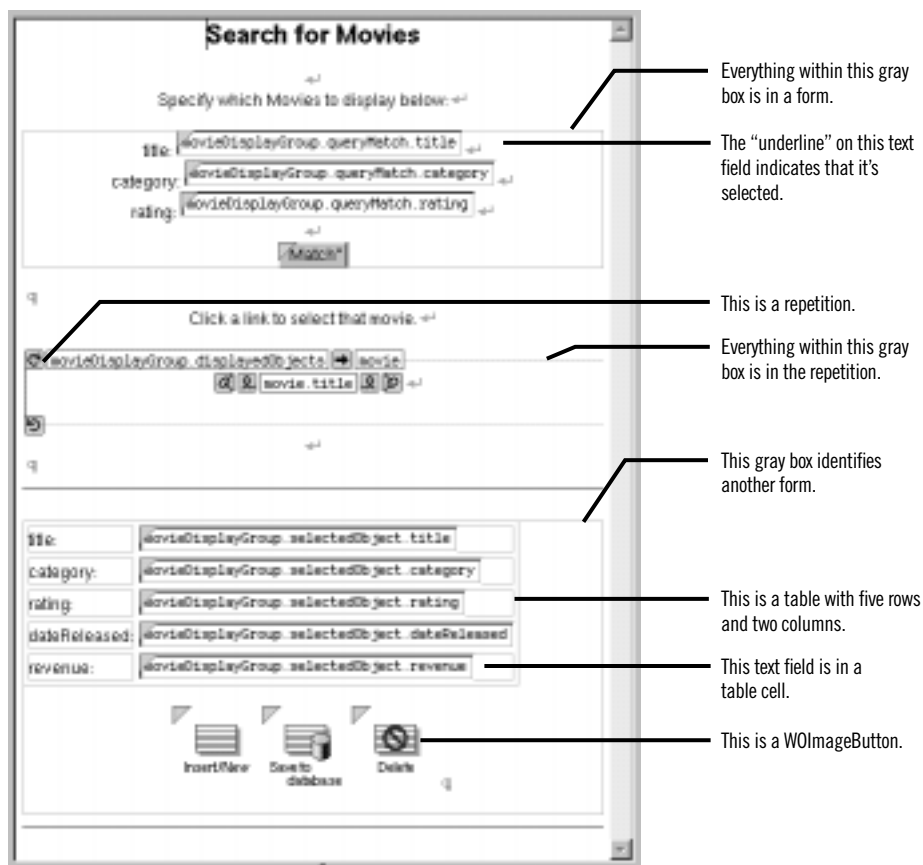 Search for Movies
Specify which Movies to display below:
title: movieDisplayGroup.queryMatch.title
category: movieDisplayGroup.queryMatch.category
rating: movieDisplayGroup.queryMatch.rating
"Match"
Click a link to select that movie.
movieDisplayGroup.displayedObjects movie
movie.title
title: movieDisplayGroup.selectedObject.title
category: movieDisplayGroup.selectedObject.category
rating: movieDisplayGroup.selectedObject.rating
dateReleased: movieDisplayGroup.selectedObject.dateReleased
revenue: movieDisplayGroup.selectedObject.revenue
Insert/New
Save to
database
Delete
Everything within this gray
box is in a form.
The “underline” on this text
field indicates that it’s
selected.
This is a repetition.
Everything within this gray
box is in the repetition.
This gray box identifies
another form.
This is a table with five rows
and two columns.
This text field is in a
table cell.
This is a WOImageButton.